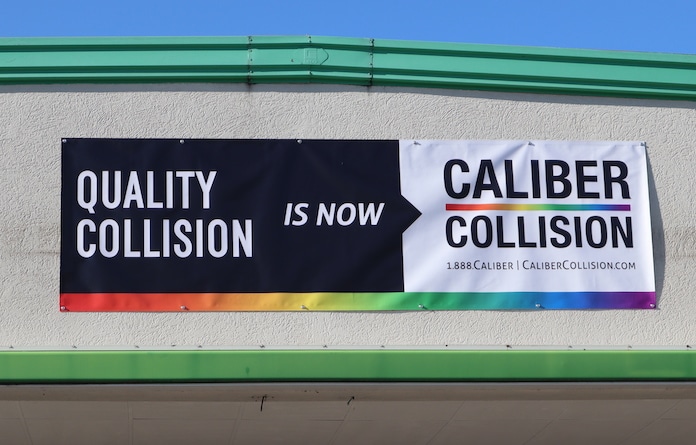 QUALITY
COLLISION
IS NOW
CALIBER
COLLISION
1.888.CALIBER | CALIBERCOLLISION.COM